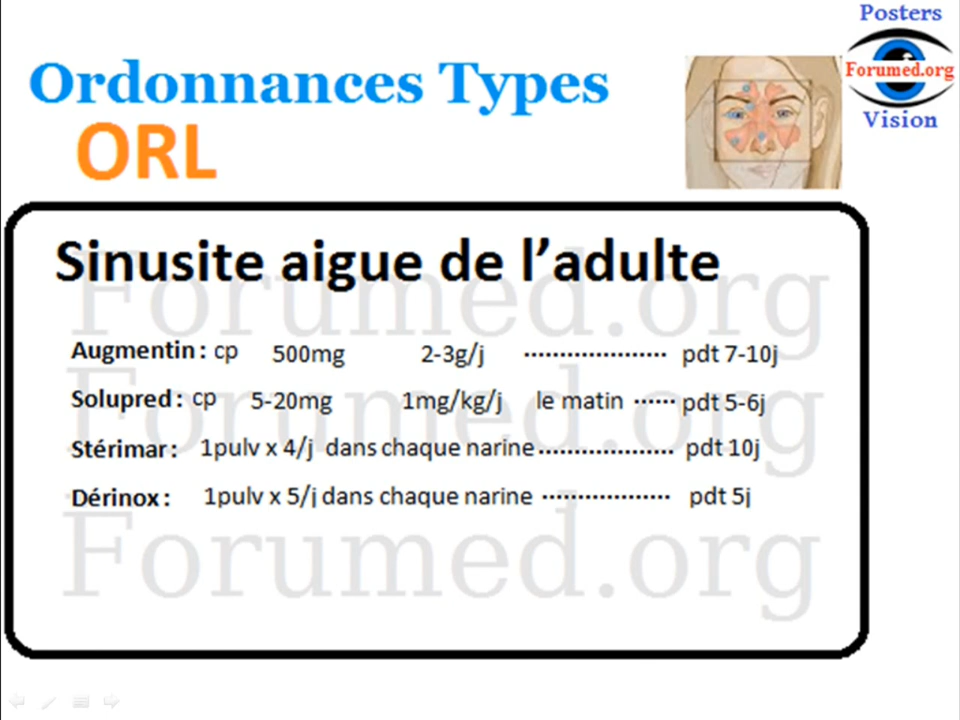 Posters
Forumed.org
Vision
Ordonnances Types
ORL
Sinusite aigue de l'adulte
Augmentin : cp 500mg 2-3g/j ..................... pdt 7-10j
Solupred : cp 5-20mg 1mg/kg/j le matin ...... pdt 5-6j
Stérimar : 1pulv x 4/j dans chaque narine ................... pdt 10j
Dérinox : 1pulv x 5/j dans chaque narine .................. pdt 5j
Forumed.org
Forumed.org
Forumed.org